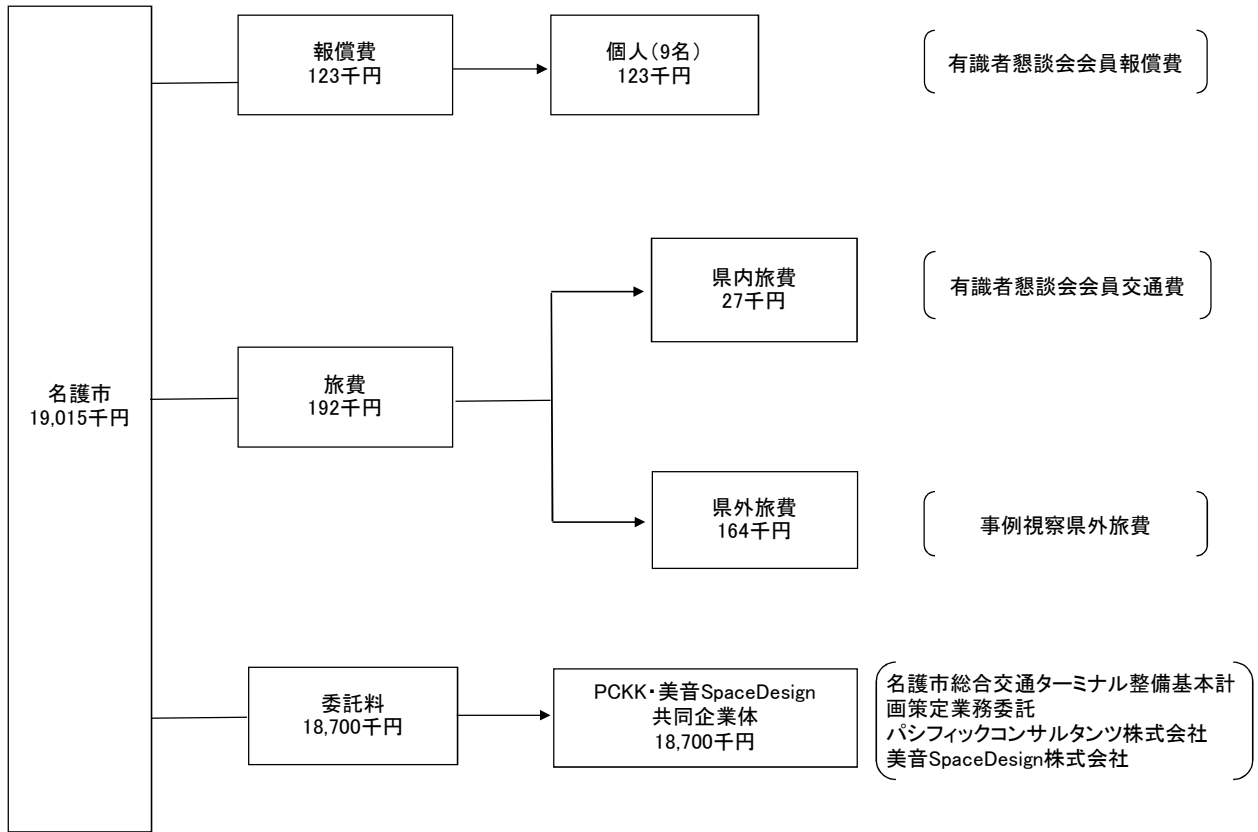 名護市
19,015千円
報償費
123千円
個人(9名)
123千円
有識者懇談会会員報償費
旅費
192千円
県内旅費
27千円
有識者懇談会会員交通費
県外旅費
164千円
事例視察県外旅費
委託料
18,700千円
PCKK・美音SpaceDesign
共同企業体
18,700千円
名護市総合交通ターミナル整備基本計
画策定業務委託
パシフィックコンサルタンツ株式会社
美音SpaceDesign株式会社